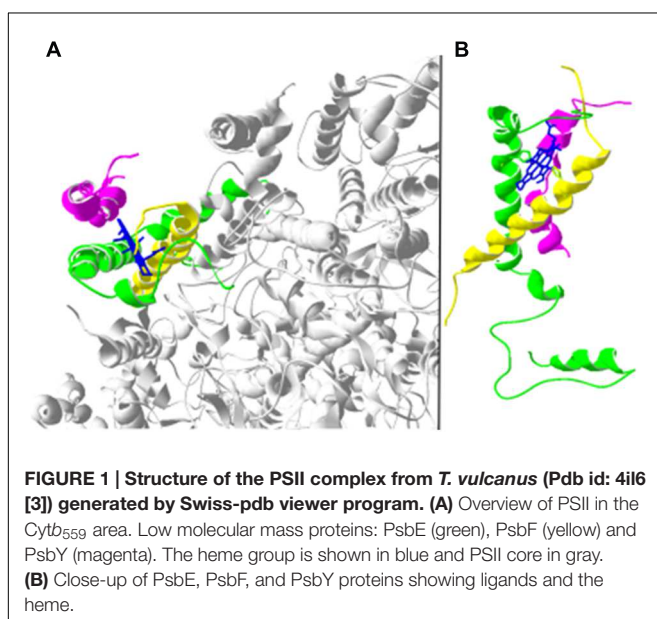 A
B
FIGURE 1 | Structure of the PSII complex from T. vulcanus (Pdb id: 4il6
[3]) generated by Swiss-pdb viewer program. (A) Overview of PSII in the
Cytb559 area. Low molecular mass proteins: PsbE (green), PsbF (yellow) and
PsbY (magenta). The heme group is shown in blue and PSII core in gray.
(B) Close-up of PsbE, PsbF, and PsbY proteins showing ligands and the
heme.